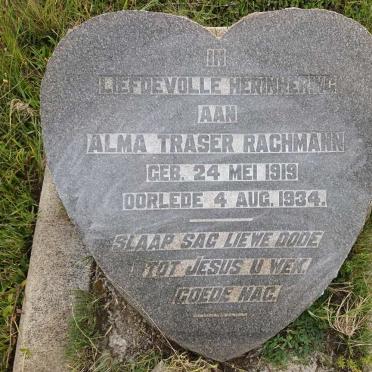 IN
LIEFDEVOLLE HERINNERING
AAN
ALMA TRASER RACHMANN
GEB. 24 MEI 1919
OORLEDE 4 AUG. 1934.
SLAAP SAG LIEWE DODE
TOT JESUS U WEK.
GOEDE NAG.